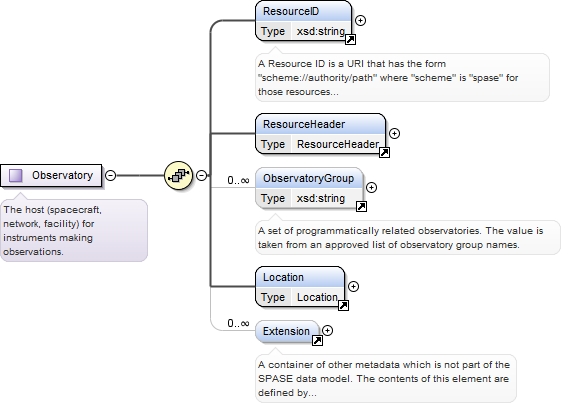 ResourceID
Type xsd:string
A Resource ID is a URI that has the form
"scheme://authority/path" where "scheme" is "spase" for
those resources...
ResourceHeader
Type ResourceHeader
Observatory
The host (spacecraft,
network, facility) for
instruments making
observations.
0..∞
ObservatoryGroup
Type xsd:string
A set of programmatically related observatories. The value is
taken from an approved list of observatory group names.
Location
Type Location
0..∞
Extension
A container of other metadata which is not part of the
SPASE data model. The contents of this element are
defined by...